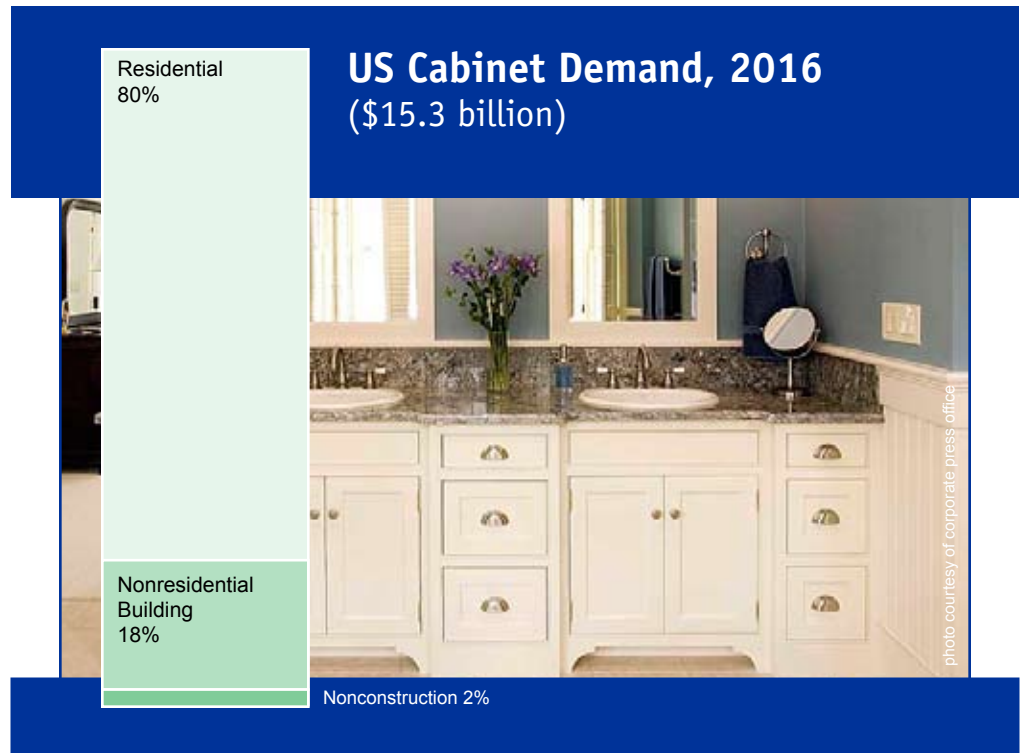 US Cabinet Demand, 2016
($15.3 billion)
Residential
80%
Nonresidential
Building
18%
Nonconstruction 2%
photo courtesy of corporate press office